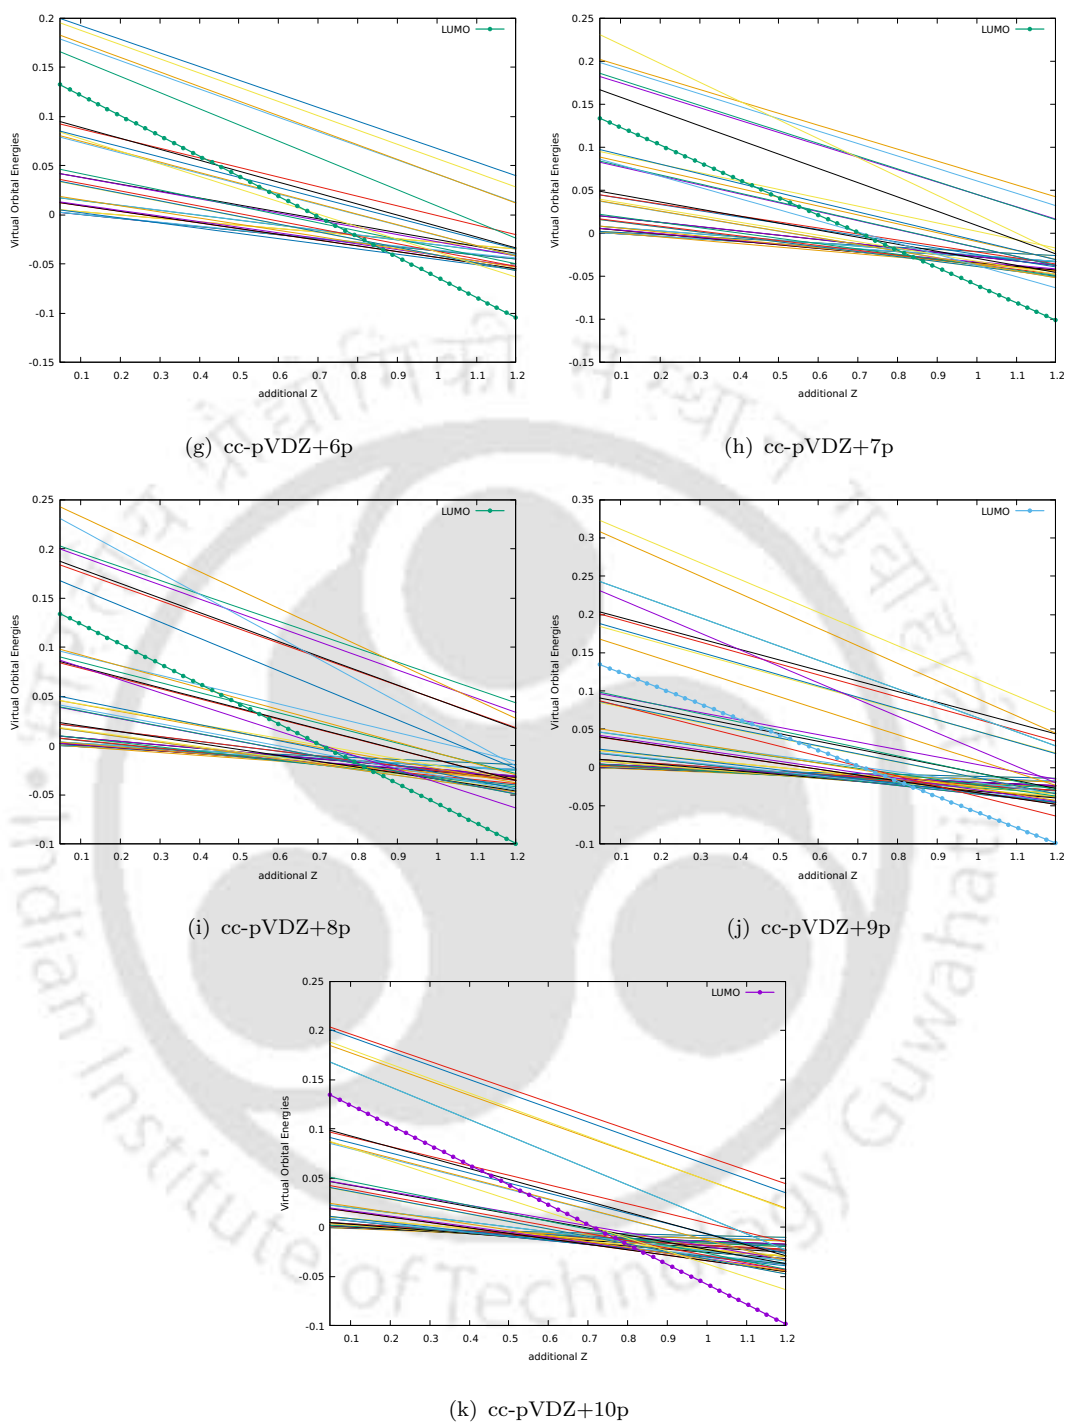 0.2
0.15
0.1
0.05
0
-0.05
-0.1
-0.15
Virtual Orbital Energies
LUMO
0.1 0.2 0.3 0.4 0.5 0.6 0.7 0.8 0.9 1 1.1 1.2
additional Z
(g) cc-pVDZ+6p
0.25
0.2
0.15
0.1
0.05
0
-0.05
-0.1
-0.15
Virtual Orbital Energies
LUMO
0.1 0.2 0.3 0.4 0.5 0.6 0.7 0.8 0.9 1 1.1 1.2
additional Z
(h) cc-pVDZ+7p
0.25
0.2
0.15
0.1
0.05
0
-0.05
-0.1
Virtual Orbital Energies
LUMO
0.1 0.2 0.3 0.4 0.5 0.6 0.7 0.8 0.9 1 1.1 1.2
additional Z
(i) cc-pVDZ+8p
0.35
0.3
0.25
0.2
0.15
0.1
0.05
0
-0.05
-0.1
Virtual Orbital Energies
LUMO
0.1 0.2 0.3 0.4 0.5 0.6 0.7 0.8 0.9 1 1.1 1.2
additional Z
(j) cc-pVDZ+9p
0.25
0.2
0.15
0.1
0.05
0
-0.05
-0.1
Virtual Orbital Energies
LUMO
0.1 0.2 0.3 0.4 0.5 0.6 0.7 0.8 0.9 1 1.1 1.2
additional Z
(k) cc-pVDZ+10p
Indian Institute of Technology Guwahati